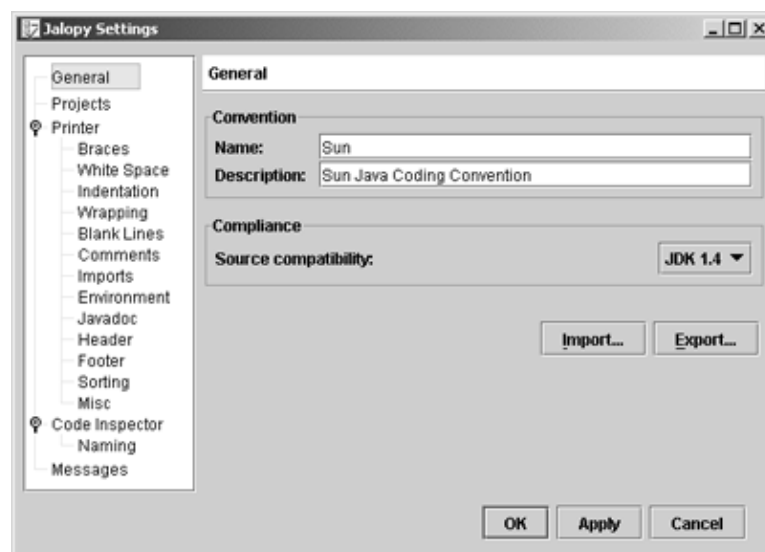 Jalopy Settings
General
Projects
Printer
Braces
White Space
Indentation
Wrapping
Blank Lines
Comments
Imports
Environment
Javadoc
Header
Footer
Sorting
Misc
Code Inspector
Naming
Messages
General
Convention
Name: Sun
Description: Sun Java Coding Convention
Compliance
Source compatibility: JDK 1.4
Import... Export...
OK Apply Cancel